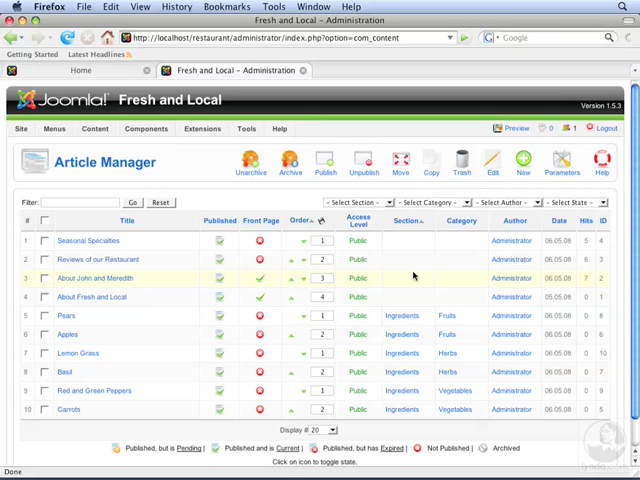 Firefox File Edit View History Bookmarks Tools Window Help
Fresh and Local - Administration
http://localhost/restaurant/administrator/index.php?option=com_content
Google
Getting Started Latest Headlines
Home Fresh and Local - Administration
Joomla! Fresh and Local Version 1.5.3
Site Menus Content Components Extensions Tools Help Preview 0 1 Logout
Article Manager
Unarchive Archive Publish Unpublish Move Copy Trash Edit New Parameters Help
Filter: Go Reset - Select Section - - Select Category - - Select Author - - Select State -
# Title Published Front Page Order Access Level Section Category Author Date Hits ID
1 Seasonal Specialties 1 Public Administrator 06.05.08 5 4
2 Reviews of our Restaurant 2 Public Administrator 06.05.08 6 3
3 About John and Meredith 3 Public Administrator 06.05.08 7 2
4 About Fresh and Local 4 Public Administrator 06.05.08 0 1
5 Pears 1 Public Ingredients Fruits Administrator 06.05.08 0 8
6 Apples 2 Public Ingredients Fruits Administrator 06.05.08 0 6
7 Lemon Grass 1 Public Ingredients Herbs Administrator 06.05.08 0 10
8 Basil 2 Public Ingredients Herbs Administrator 06.05.08 0 7
9 Red and Green Peppers 1 Public Ingredients Vegetables Administrator 06.05.08 0 9
10 Carrots 2 Public Ingredients Vegetables Administrator 06.05.08 0 5
Display # 20
Published, but is Pending Published and is Current Published, but has Expired Not Published Archived
Click on icon to toggle state.
lynda.com
Done